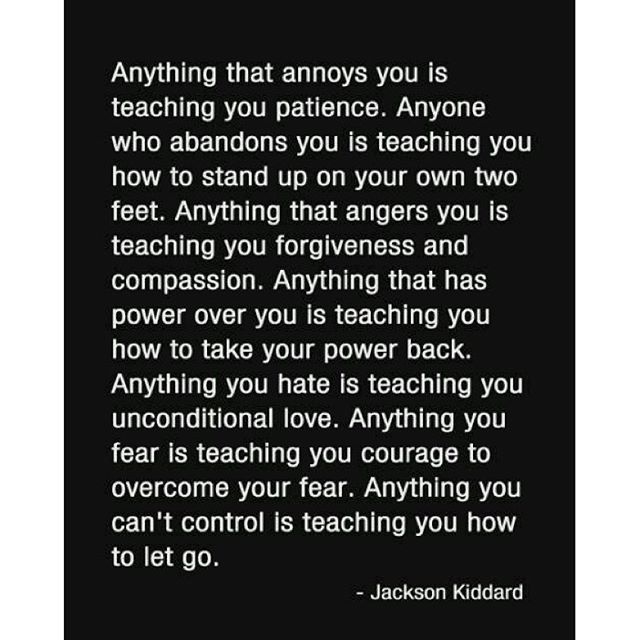 Anything that annoys you is
teaching you patience. Anyone
who abandons you is teaching you
how to stand up on your own two
feet. Anything that angers you is
teaching you forgiveness and
compassion. Anything that has
power over you is teaching you
how to take your power back.
Anything you hate is teaching you
unconditional love. Anything you
fear is teaching you courage to
overcome your fear. Anything you
can't control is teaching you how
to let go.
- Jackson Kiddard